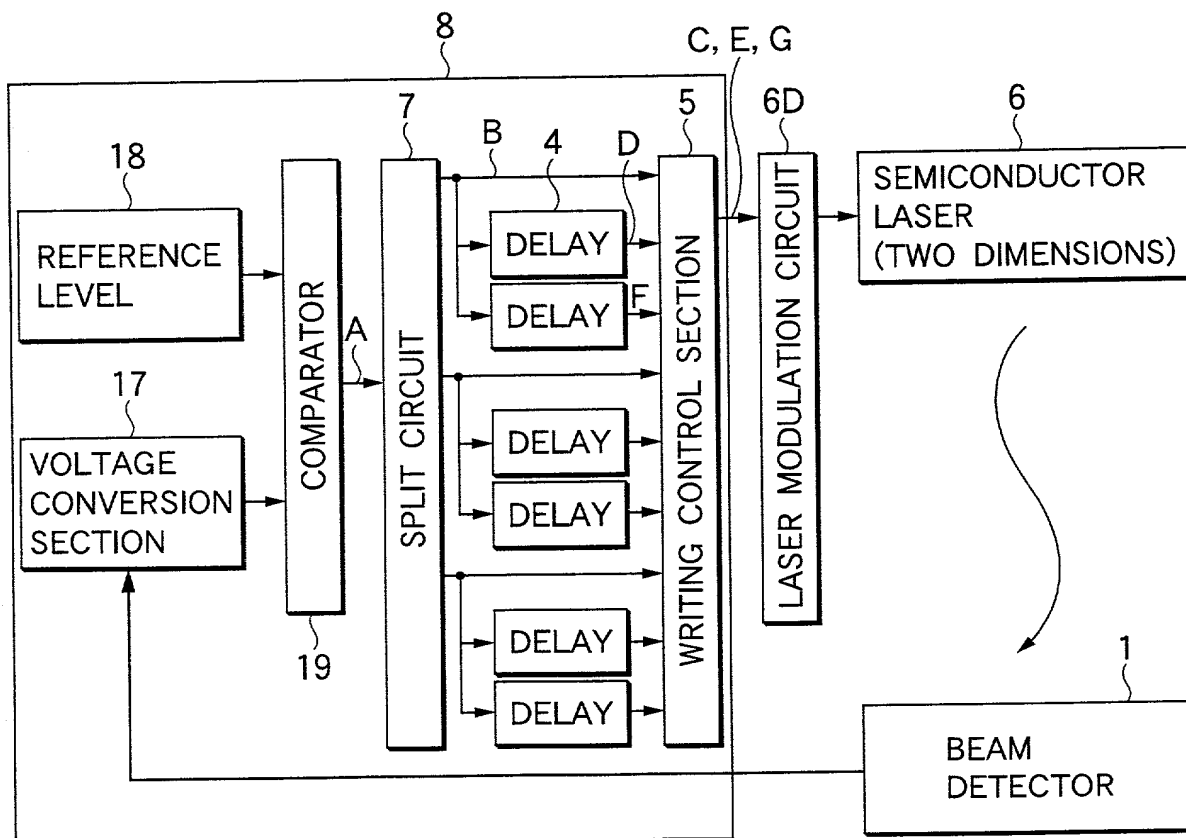 8
C, E, G
18
7
B
4
D
5
6D
6
REFERENCE
LEVEL
COMPARATOR
A
SPLIT CIRCUIT
DELAY
DELAY
F
DELAY
DELAY
DELAY
DELAY
WRITING CONTROL SECTION
LASER MODULATION CIRCUIT
SEMICONDUCTOR
LASER
(TWO DIMENSIONS)
17
VOLTAGE
CONVERSION
SECTION
19
1
BEAM
DETECTOR